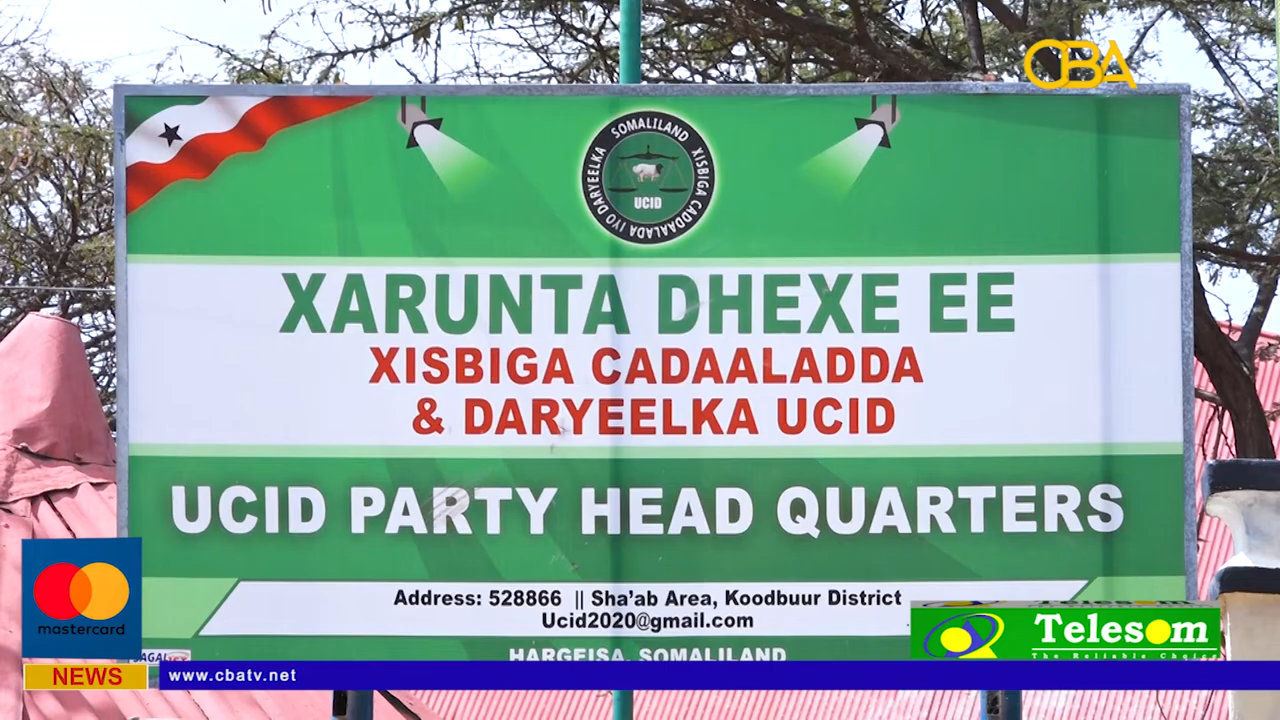 CBA
SOMALILAND XISBIGA CADDAALADA IYO DARYEELKA
UCID
XARUNTA DHEXE EE
XISBIGA CADAALADDA
& DARYEELKA UCID
UCID PARTY HEAD QUARTERS
Address: 528866 || Sha'ab Area, Koodbuur District
Ucid2020@gmail.com
HARGEISA, SOMALILAND
mastercard
Telesom
The Reliable Choice
NEWS
www.cbatv.net